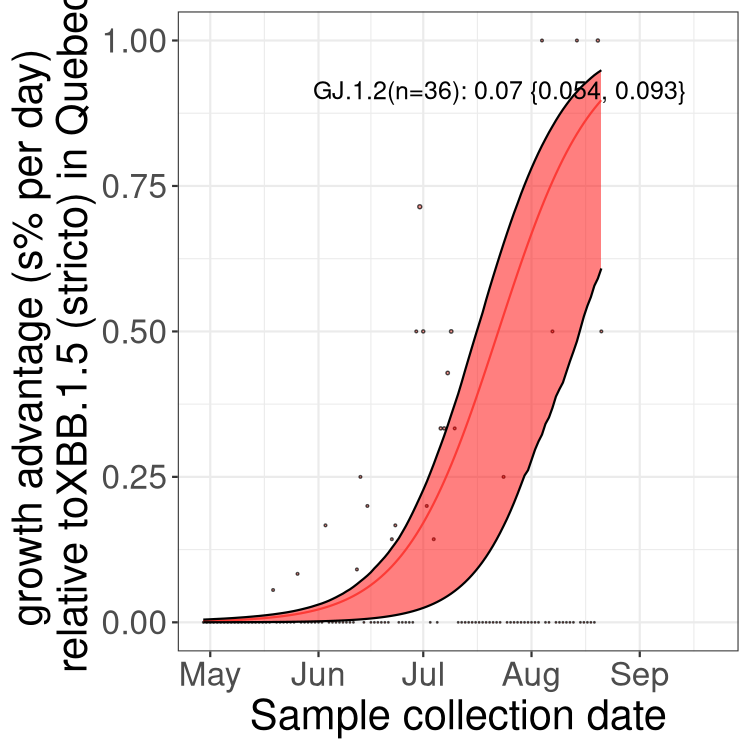 growth advantage (s% per day)
relative toXBB.1.5 (stricto) in Quebec
1.00
0.75
0.50
0.25
0.00
GJ.1.2(n=36): 0.07 {0.054, 0.093}
May Jun Jul Aug Sep
Sample collection date